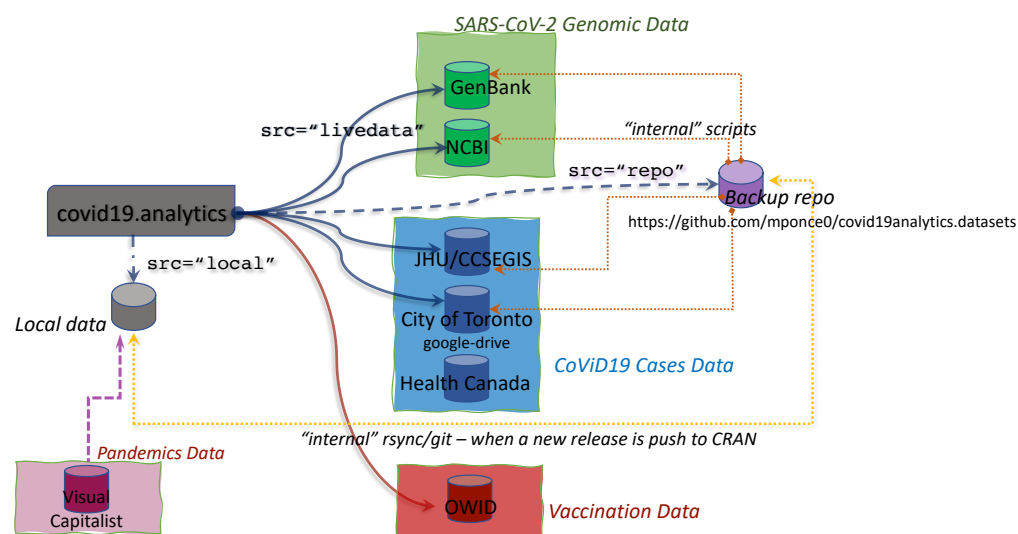 SARS-CoV-2 Genomic Data
GenBank
src=“livedata”
“internal” scripts
NCBI
src=“repo”
covid19.analytics
Backup repo
https://github.com/mponce0/covid19analytics.datasets
src=“local”
JHU/CCSEGIS
Local data
City of Toronto
google-drive
CoViD19 Cases Data
Health Canada
“internal” rsync/git – when a new release is push to CRAN
Pandemics Data
Visual
Capitalist
OWID
Vaccination Data